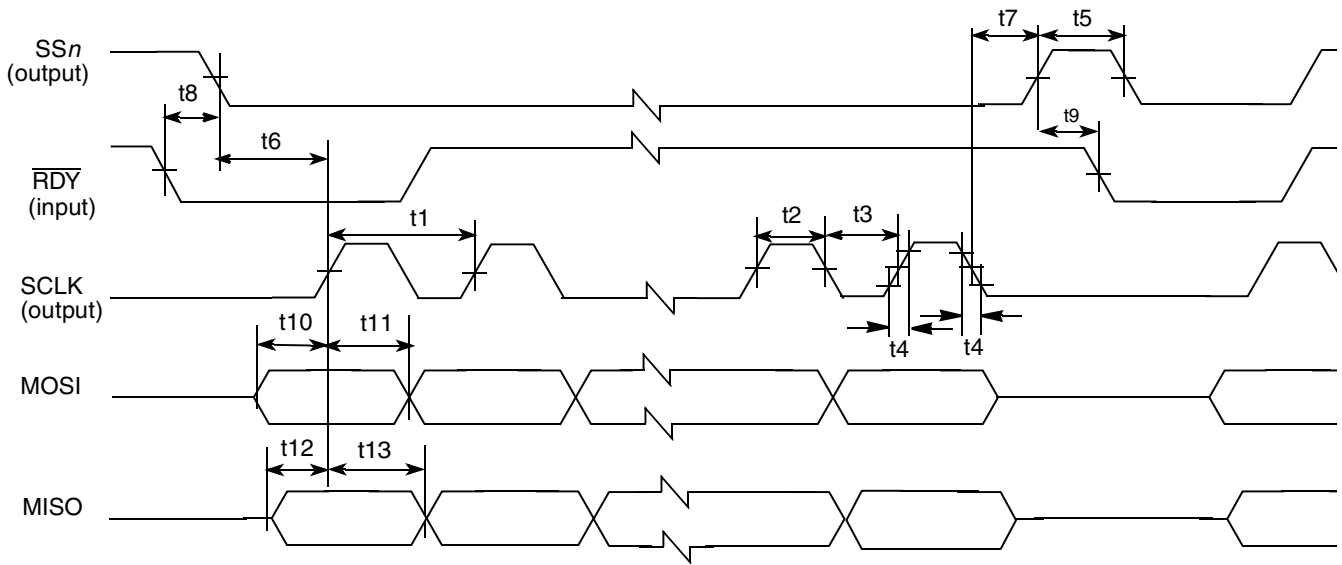 t7
t5
SSn
(output)
t8
t9
t6
RDY
(input)
t1
t2
t3
SCLK
(output)
t10
t11
t4
t4
MOSI
t12
t13
MISO